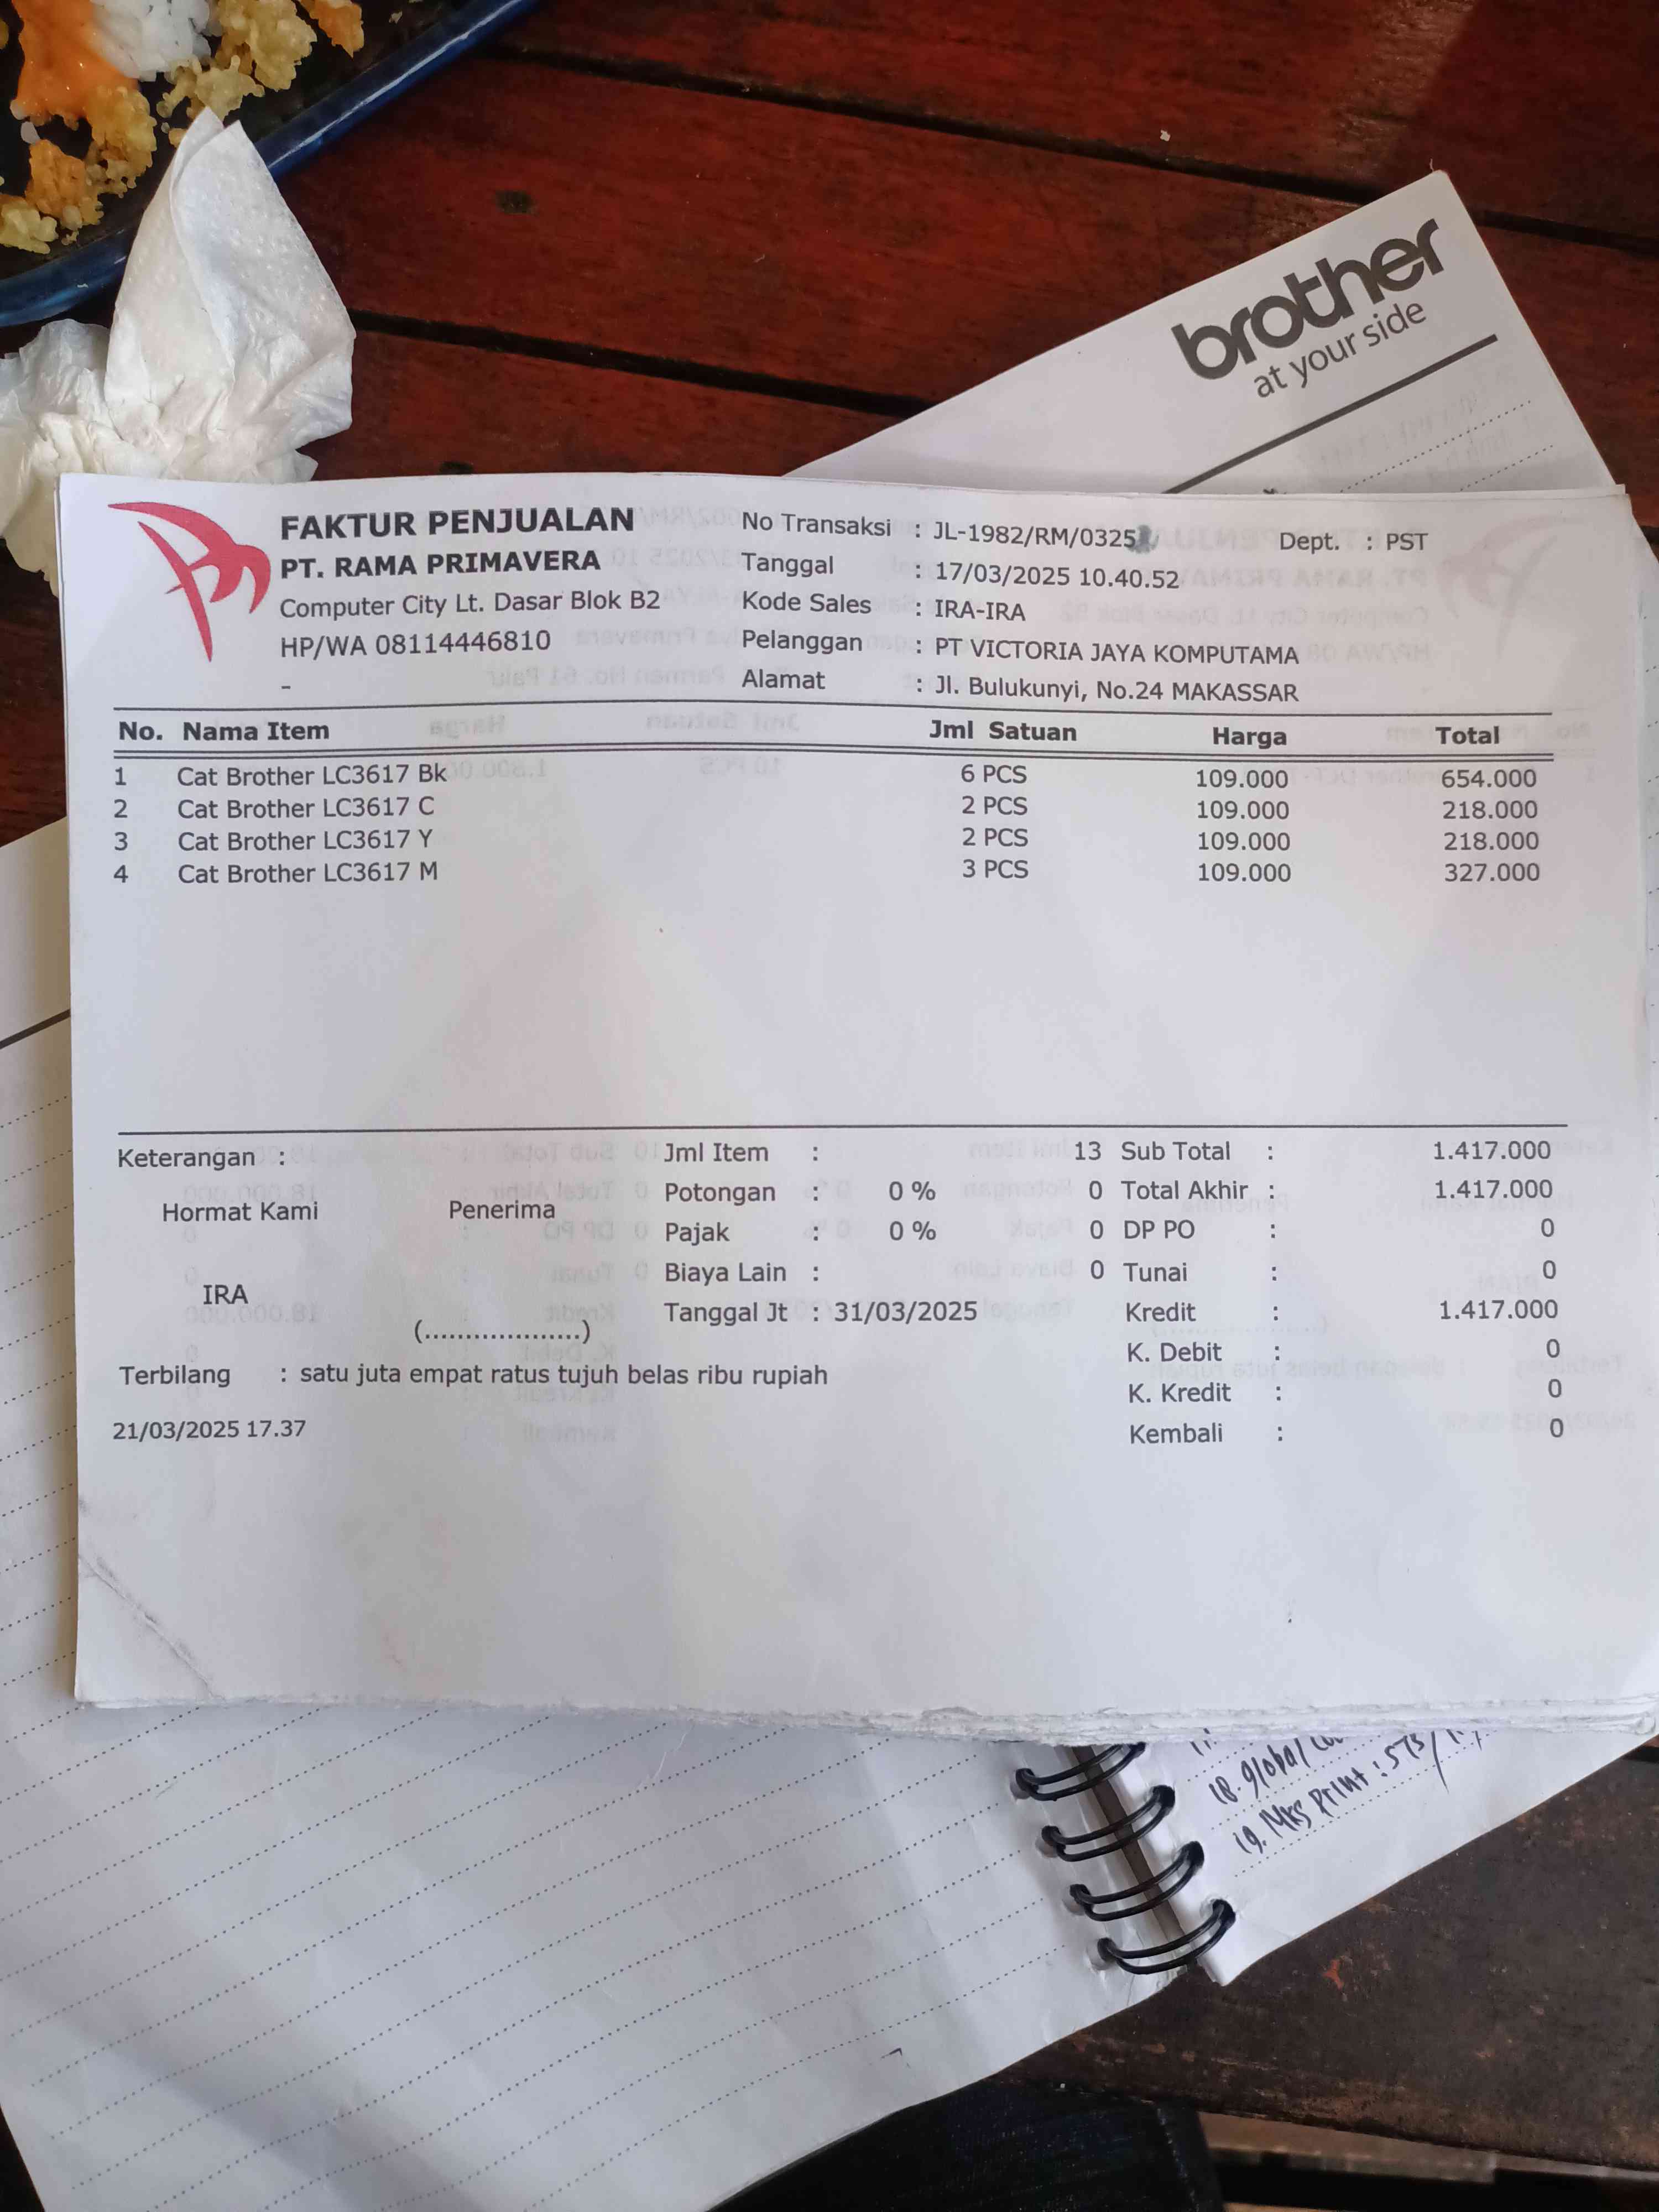 brother
at your side
FAKTUR PENJUALAN
PT. RAMA PRIMAVERA
Computer City Lt. Dasar Blok B2
HP/WA 08114446810
-
No Transaksi : JL-1982/RM/0325
Dept. : PST
Tanggal : 17/03/2025 10.40.52
Kode Sales : IRA-IRA
Pelanggan : PT VICTORIA JAYA KOMPUTAMA
Alamat : Jl. Bulukunyi, No.24 MAKASSAR
No. Nama Item Jml Satuan Harga Total
1 Cat Brother LC3617 Bk 6 PCS 109.000 654.000
2 Cat Brother LC3617 C 2 PCS 109.000 218.000
3 Cat Brother LC3617 Y 2 PCS 109.000 218.000
4 Cat Brother LC3617 M 3 PCS 109.000 327.000
Keterangan :
Hormat Kami Penerima
IRA
(....................)
Jml Item : 13
Potongan : 0 % 0
Pajak : 0 % 0
Biaya Lain : 0
Tanggal Jt : 31/03/2025
Sub Total : 1.417.000
Total Akhir : 1.417.000
DP PO : 0
Tunai : 0
Kredit : 1.417.000
K. Debit : 0
K. Kredit : 0
Kembali : 0
Terbilang : satu juta empat ratus tujuh belas ribu rupiah
21/03/2025 17.37
18. Global
19. Mks Print : 575/